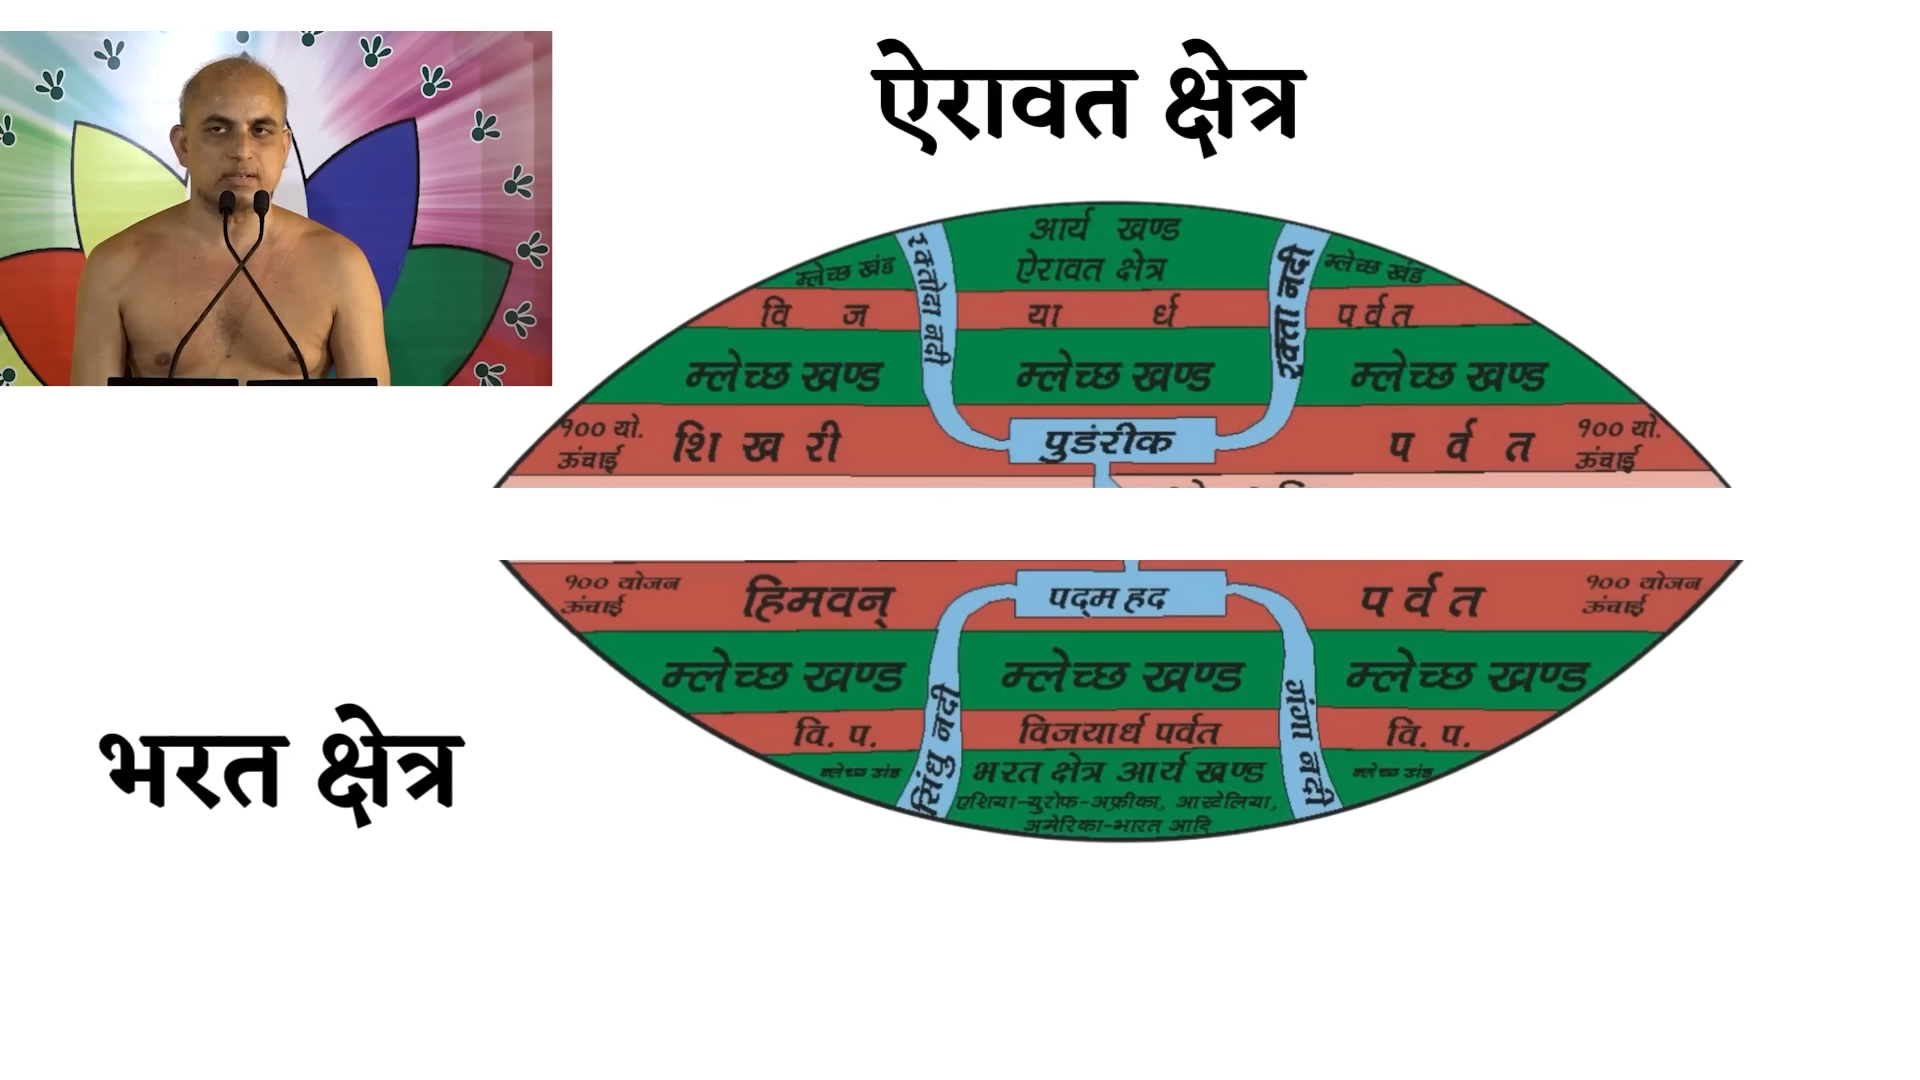 ऐरावत क्षेत्र
आर्य खण्ड
ऐरावत क्षेत्र
म्लेच्छ खंड
रक्तोदा नदी
रक्ता नदी
म्लेच्छ खंड
वि ज या र्ध पर्वत
म्लेच्छ खण्ड म्लेच्छ खण्ड म्लेच्छ खण्ड
१०० यो.
ऊंचाई
शि ख री
पुडंरीक
प र्व त
१०० यो.
ऊंचाई
१०० योजन
ऊंचाई
हिमवन्
पद्म हद
प र्व त
१०० योजन
ऊंचाई
म्लेच्छ खण्ड म्लेच्छ खण्ड म्लेच्छ खण्ड
सिंधु नदी
गंगा नदी
वि. प. विजयार्ध पर्वत वि. प.
भरत क्षेत्र
म्लेच्छ खंड भरत क्षेत्र आर्य खण्ड म्लेच्छ खंड
एशिया-यूरोफ-अफ्रीका, आस्ट्रेलिया,
अमेरिका-भारत आदि